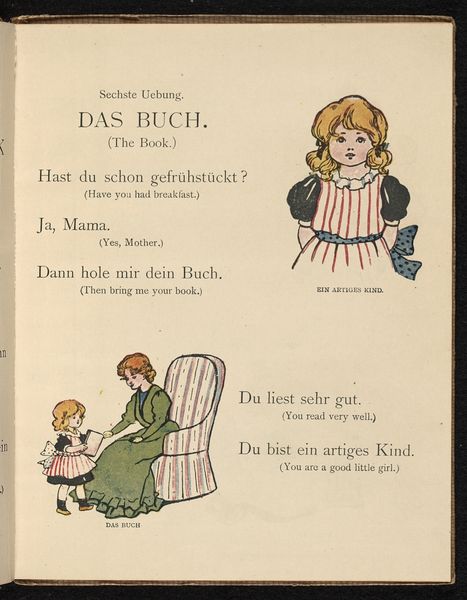 Sechste Uebung.
DAS BUCH.
(The Book.)
Hast du schon gefrühstückt?
(Have you had breakfast.)
Ja, Mama.
(Yes, Mother.)
Dann hole mir dein Buch.
(Then bring me your book.)
EIN ARTIGES KIND.
Du liest sehr gut.
(You read very well.)
Du bist ein artiges Kind.
(You are a good little girl.)
DAS BUCH